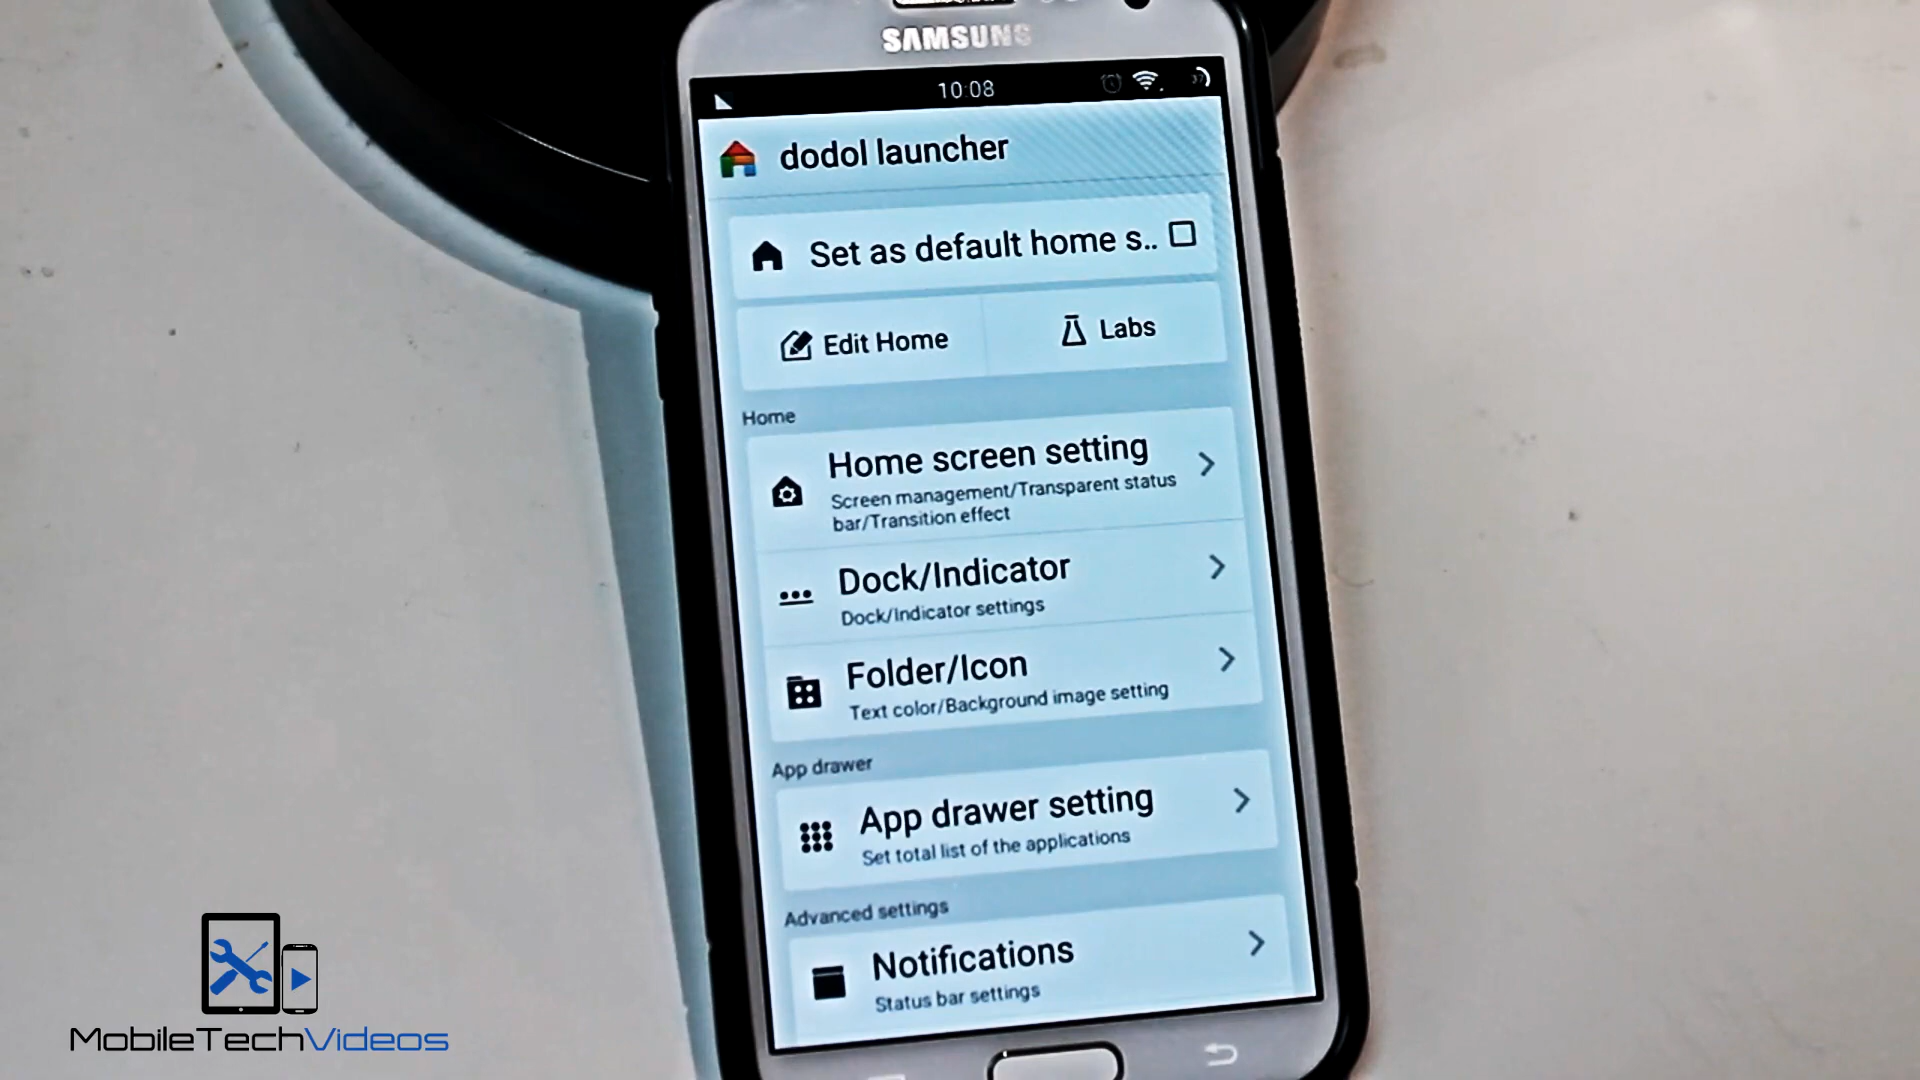 SAMSUNG
10:08
37
dodol launcher
Set as default home s..
Edit Home
Labs
Home
Home screen setting
Screen management/Transparent status
bar/Transition effect
Dock/Indicator
Dock/Indicator settings
Folder/Icon
Text color/Background image setting
App drawer
App drawer setting
Set total list of the applications
Advanced settings
Notifications
Status bar settings
MobileTechVideos